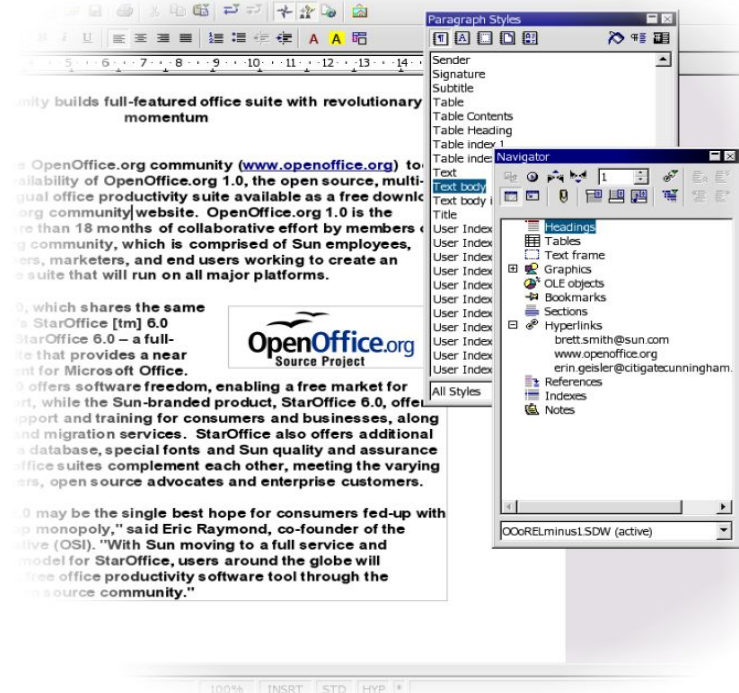 5 · 6 · 7 · 8 · 9 · 10 · 11 · 12 · 13 · 14
builds full-featured office suite with revolutionary
momentum
OpenOffice.org community (www.openoffice.org) to
of OpenOffice.org 1.0, the open source, multi-
office productivity suite available as a free downlo
org community website. OpenOffice.org 1.0 is the
than 18 months of collaborative effort by members
community, which is comprised of Sun employees,
marketers, and end users working to create an
suite that will run on all major platforms.
0, which shares the same
's StarOffice [tm] 6.0
StarOffice 6.0 – a full-
that provides a near
for Microsoft Office.
OpenOffice.org
Source Project
offers software freedom, enabling a free market for
while the Sun-branded product, StarOffice 6.0, offer
and training for consumers and businesses, along
and migration services. StarOffice also offers additional
database, special fonts and Sun quality and assurance
office suites complement each other, meeting the varying
open source advocates and enterprise customers.
.0 may be the single best hope for consumers fed-up with
monopoly," said Eric Raymond, co-founder of the
(OSI). "With Sun moving to a full service and
model for StarOffice, users around the globe will
free office productivity software tool through the
source community."
100% INSRT STD HYP *
Paragraph Styles
Sender
Signature
Subtitle
Table
Table Contents
Table Heading
Table index 1
Table index
Text
Text body
Text body i
Title
User Index
User Index
User Index
User Index
User Index
User Index
User Index
User Index
User Index
User Index
User Index
All Styles
Navigator
1
Headings
Tables
Text frame
Graphics
OLE objects
Bookmarks
Sections
Hyperlinks
brett.smith@sun.com
www.openoffice.org
erin.geisler@citigatecunningham.
References
Indexes
Notes
OOoRELminus1.SDW (active)